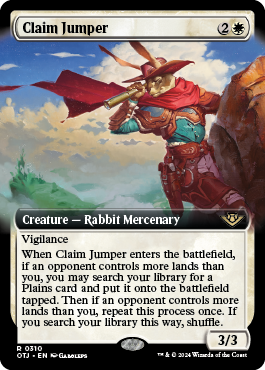 Claim Jumper 2
Creature — Rabbit Mercenary
Vigilance
When Claim Jumper enters the battlefield,
if an opponent controls more lands than
you, you may search your library for a
Plains card and put it onto the battlefield
tapped. Then if an opponent controls more
lands than you, repeat this process once. If
you search your library this way, shuffle.
3/3
R 0310
OTJ • EN Gaboleps
™ & © 2024 Wizards of the Coast